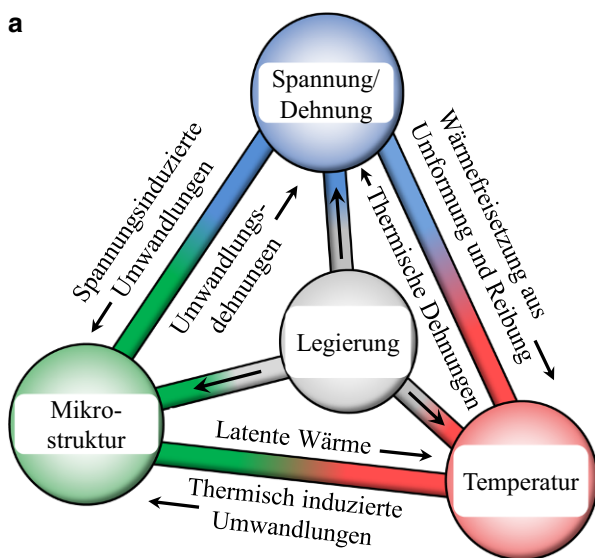 a
Spannung/
Dehnung
Spannungsinduzierte
Umwandlungen
Umwandlungs-
dehnungen
Thermische Dehnungen
Wärmefreisetzung aus
Umformung und Reibung
Legierung
Mikro-
struktur
Latente Wärme
Thermisch induzierte
Umwandlungen
Temperatur